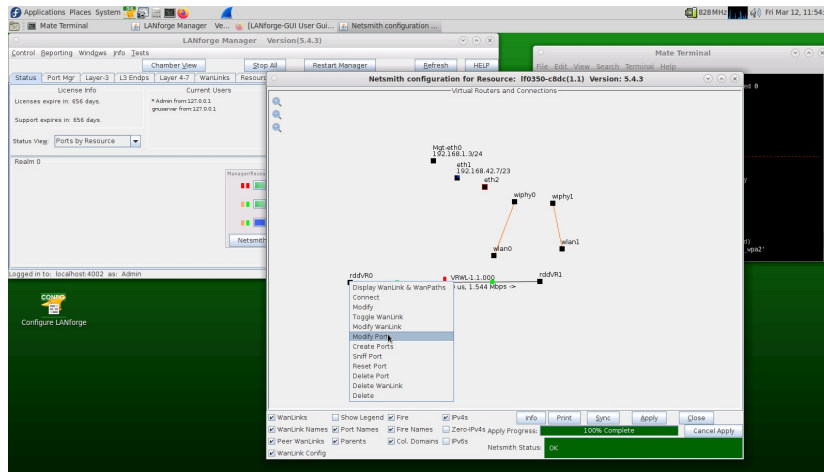 Applications Places System 828 MHz Fri Mar 12, 11:54:
Mate Terminal LANforge Manager Ve... [LANforge-GUI User Gui... Netsmith configuration ...
LANforge Manager Version(5.4.3)
Control Reporting Windows Info Tests
Chamber View Stop All Restart Manager Refresh HELP
Status Port Mgr Layer-3 L3 Endps Layer 4-7 WanLinks Resourc
License Info Current Users
Licenses expire in: 656 days. * Admin from:127.0.0.1
gnuserver from:127.0.0.1
Support expires in: 656 days.
Status View: Ports by Resource
Realm 0
Netsmith
Logged in to: localhost:4002 as: Admin
Configure LANforge
Mate Terminal
File Edit View Search Terminal Help
ed 0
y
d)
_wpa2'
Netsmith configuration for Resource: lf0350-c8dc(1.1) Version: 5.4.3
Virtual Routers and Connections
Mgt-eth0
192.168.1.3/24
eth1
192.168.42.7/23
eth2
wiphy0 wiphy1
wlan0 wlan1
rddVR0 VRWL-1.1.000 rddVR1
us, 1.544 Mbps ->
Display WanLink & WanPaths
Connect
Modify
Toggle WanLink
Modify WanLink
Modify Port
Create Ports
Sniff Port
Reset Port
Delete Port
Delete WanLink
Delete
WanLinks Show Legend Fire IPv4s Info Print Sync Apply Close
WanLink Names Port Names Fire Names Zero-IPv4s Apply Progress: 100% Complete Cancel Apply
Peer WanLinks Parents Col. Domains IPv6s
WanLink Config Netsmith Status: OK